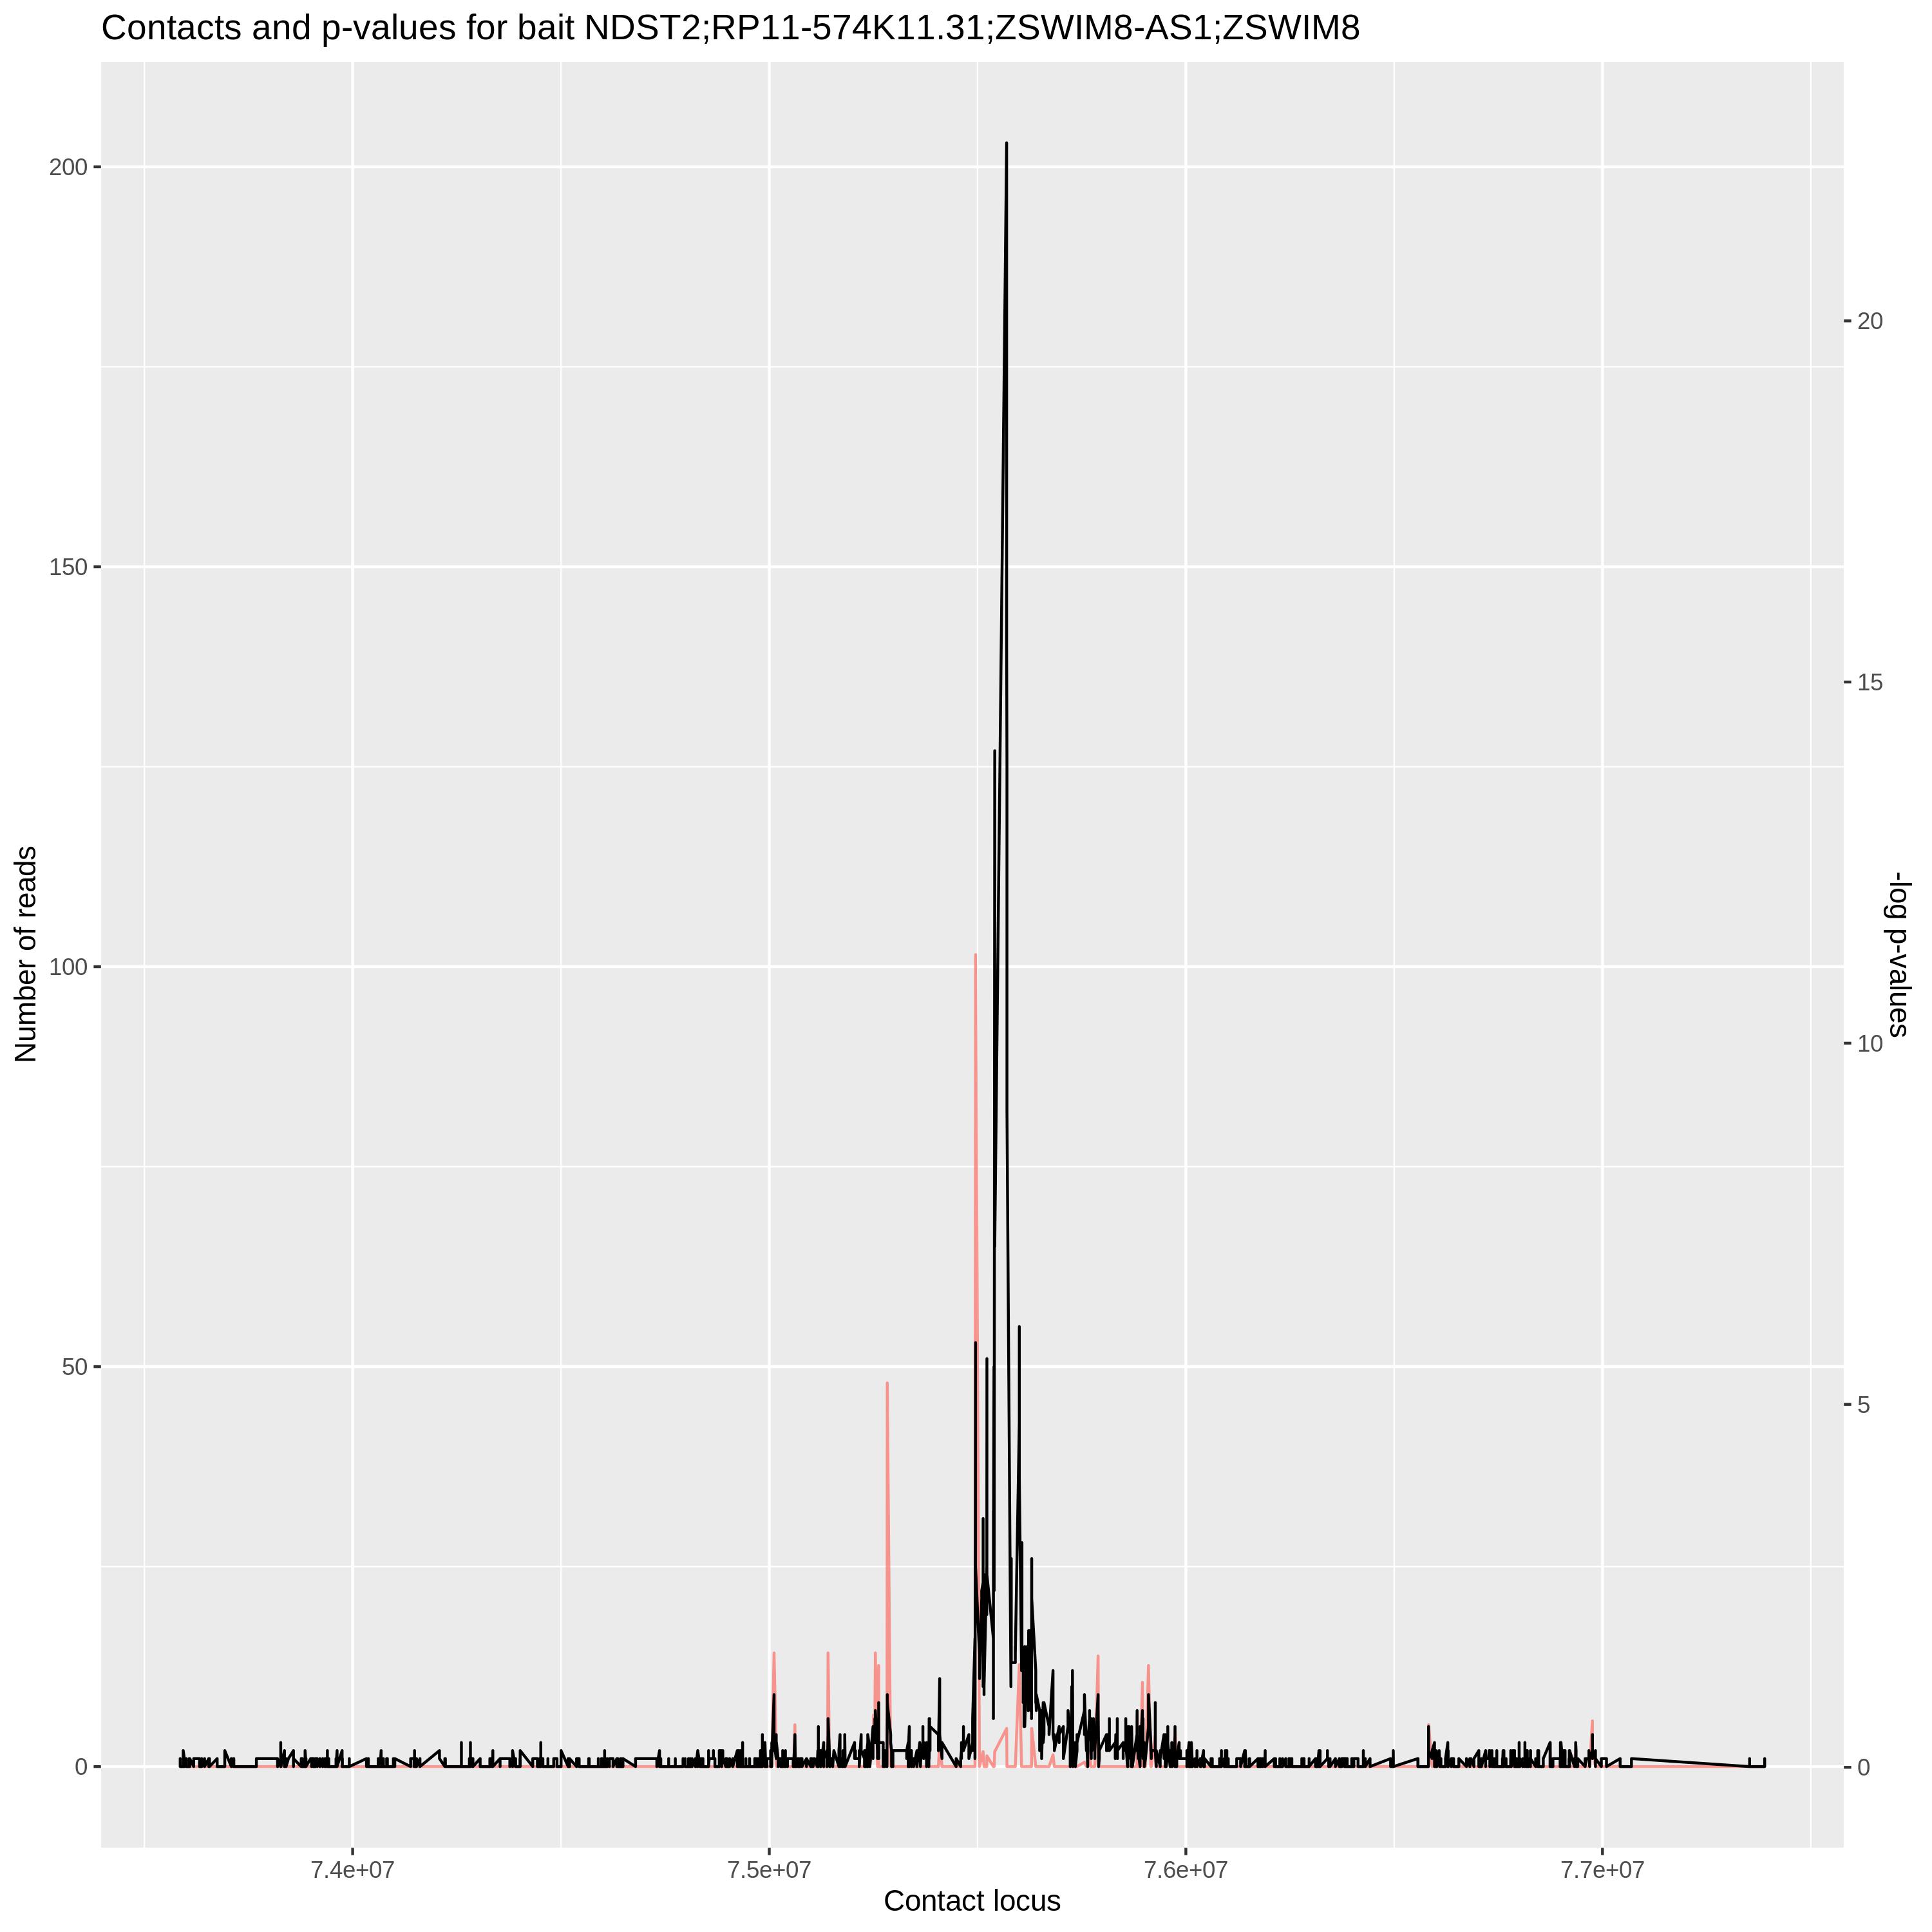 Contacts and p-values for bait NDST2;RP11-574K11.31;ZSWIM8-AS1;ZSWIM8
200
150
100
50
0
Number of reads
20
15
10
5
0
-log p-values
7.4e+07
7.5e+07
7.6e+07
7.7e+07
Contact locus